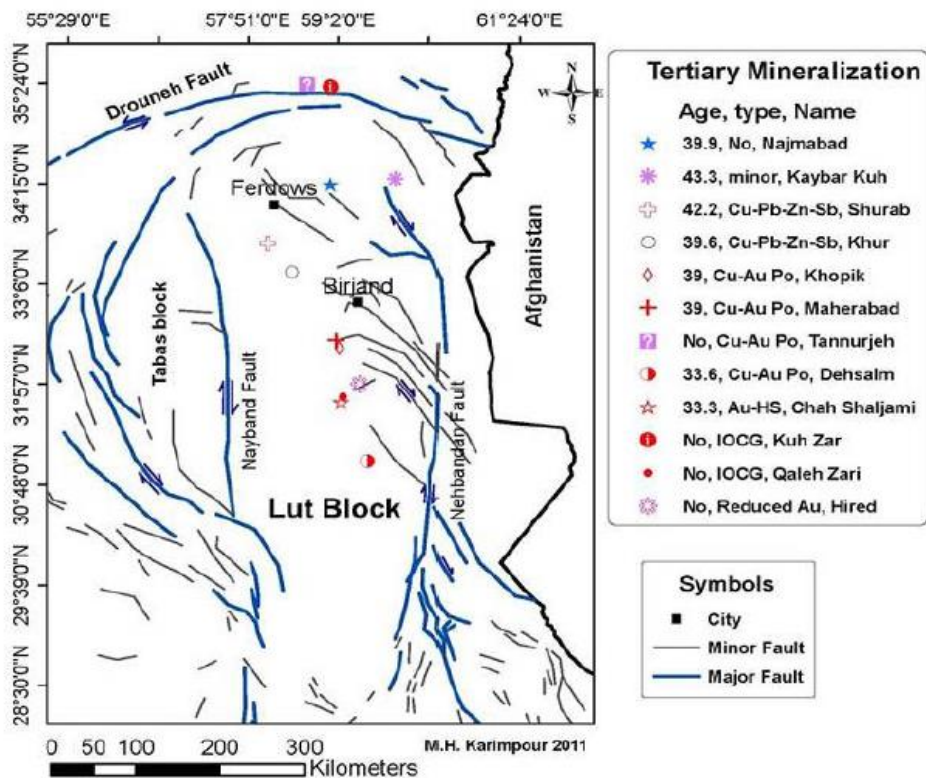 55°29'0"E 57°51'0"E 59°2'0"E 61°24'0"E
35°24'0"N
34°15'0"N
33°6'0"N
31°57'0"N
30°48'0"N
29°39'0"N
28°30'0"N
Drouneh Fault
?
i
N
W E
S
Ferdows
Birjand
Afghanistan
Tabas block
Nayband Fault
Nehbandan Fault
Lut Block
M.H. Karimpour 2011
0 50 100 200 300
Kilometers
Tertiary Mineralization
Age, type, Name
39.9, No, Najmabad
43.3, minor, Kaybar Kuh
42.2, Cu-Pb-Zn-Sb, Shurab
39.6, Cu-Pb-Zn-Sb, Khur
39, Cu-Au Po, Khopik
39, Cu-Au Po, Maherabad
? No, Cu-Au Po, Tannurjeh
33.6, Cu-Au Po, Dehsalm
33.3, Au-HS, Chah Shaljami
i No, IOCG, Kuh Zar
No, IOCG, Qaleh Zari
No, Reduced Au, Hired
Symbols
City
Minor Fault
Major Fault